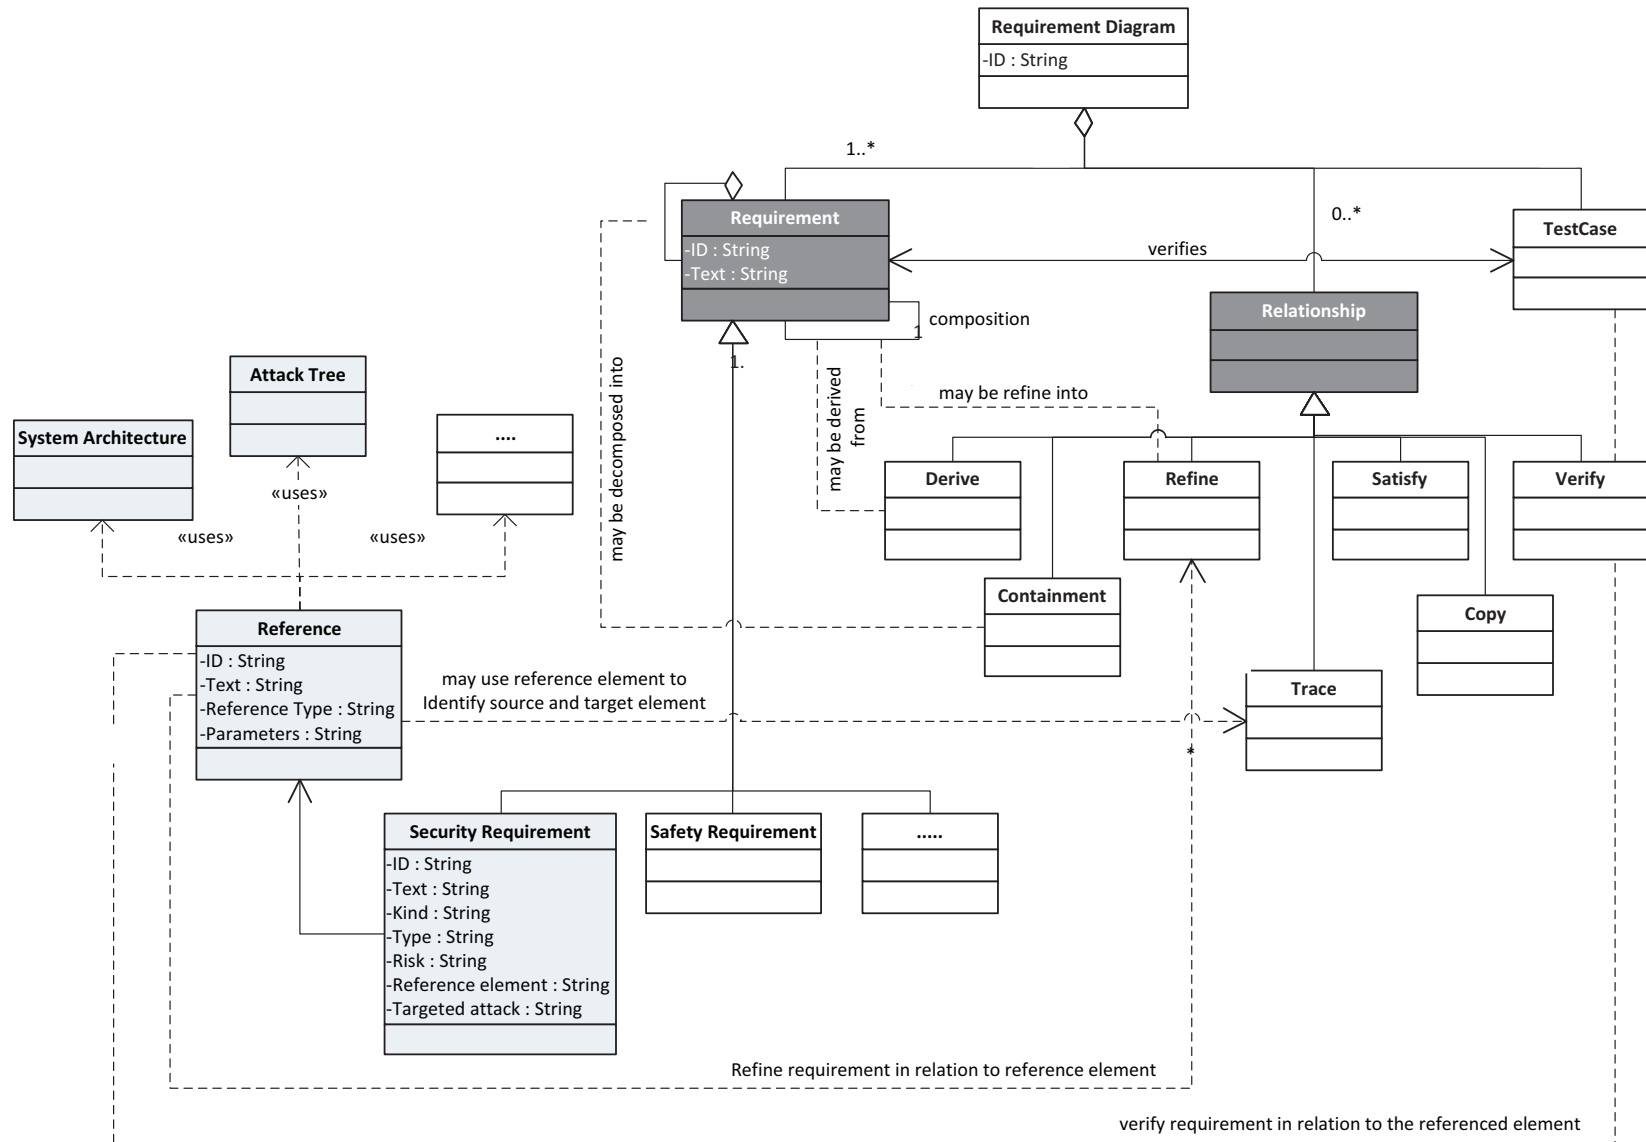 Requirement Diagram
-ID : String
1..*
Requirement
-ID : String
-Text : String
0..*
TestCase
verifies
Relationship
composition
1
1.
may be decomposed into
may be derived
from
may be refine into
Attack Tree
System Architecture
....
«uses»
«uses»
«uses»
Derive
Refine
Satisfy
Verify
Containment
Copy
Trace
Reference
-ID : String
-Text : String
-Reference Type : String
-Parameters : String
may use reference element to
Identify source and target element
*
Security Requirement
-ID : String
-Text : String
-Kind : String
-Type : String
-Risk : String
-Reference element : String
-Targeted attack : String
Safety Requirement
.....
Refine requirement in relation to reference element
verify requirement in relation to the referenced element